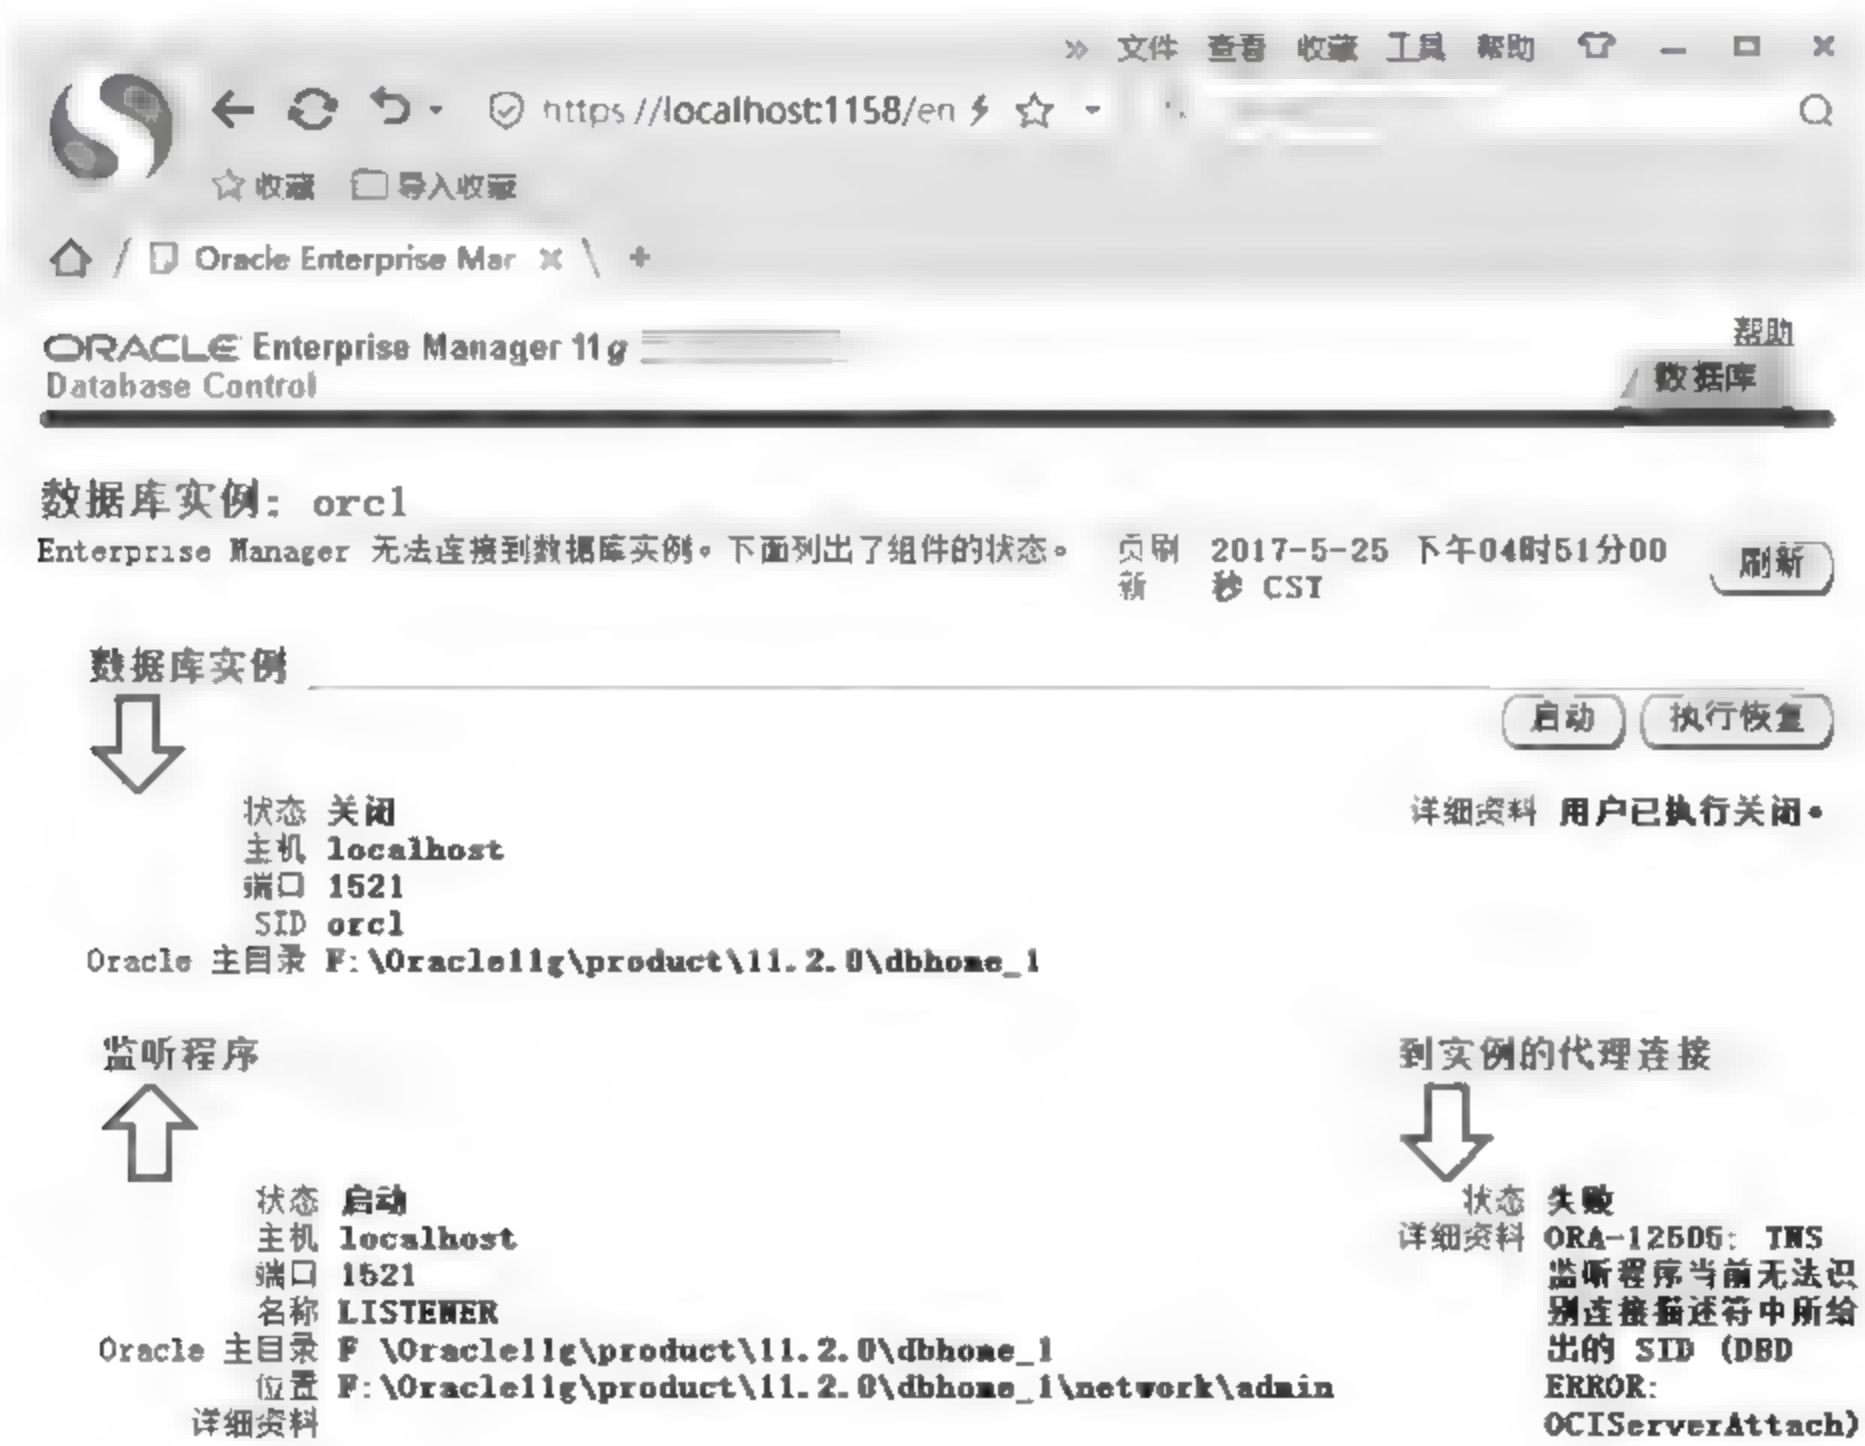 » 文件 查看 收藏 工具 帮助
https://localhost:1158/en
收藏 导入收藏
Oracle Enterprise Mar
ORACLE Enterprise Manager 11g
帮助
Database Control
数据库
数据库实例: orcl
Enterprise Manager 无法连接到数据库实例。下面列出了组件的状态。
页刷新 2017-5-25 下午04时51分00秒 CST
刷新
数据库实例
启动 执行恢复
状态 关闭
详细资料 用户已执行关闭。
主机 localhost
端口 1521
SID orcl
Oracle 主目录 F:\Oracle11g\product\11.2.0\dbhome_1
监听程序
状态 启动
主机 localhost
端口 1521
名称 LISTENER
Oracle 主目录 F \Oracle11g\product\11.2.0\dbhome_1
位置 F:\Oracle11g\product\11.2.0\dbhome_1\network\admin
详细资料
到实例的代理连接
状态 失败
详细资料 ORA-12505: TNS
监听程序当前无法识
别连接描述符中所给
出的 SID (DBD
ERROR:
OCIServerAttach)